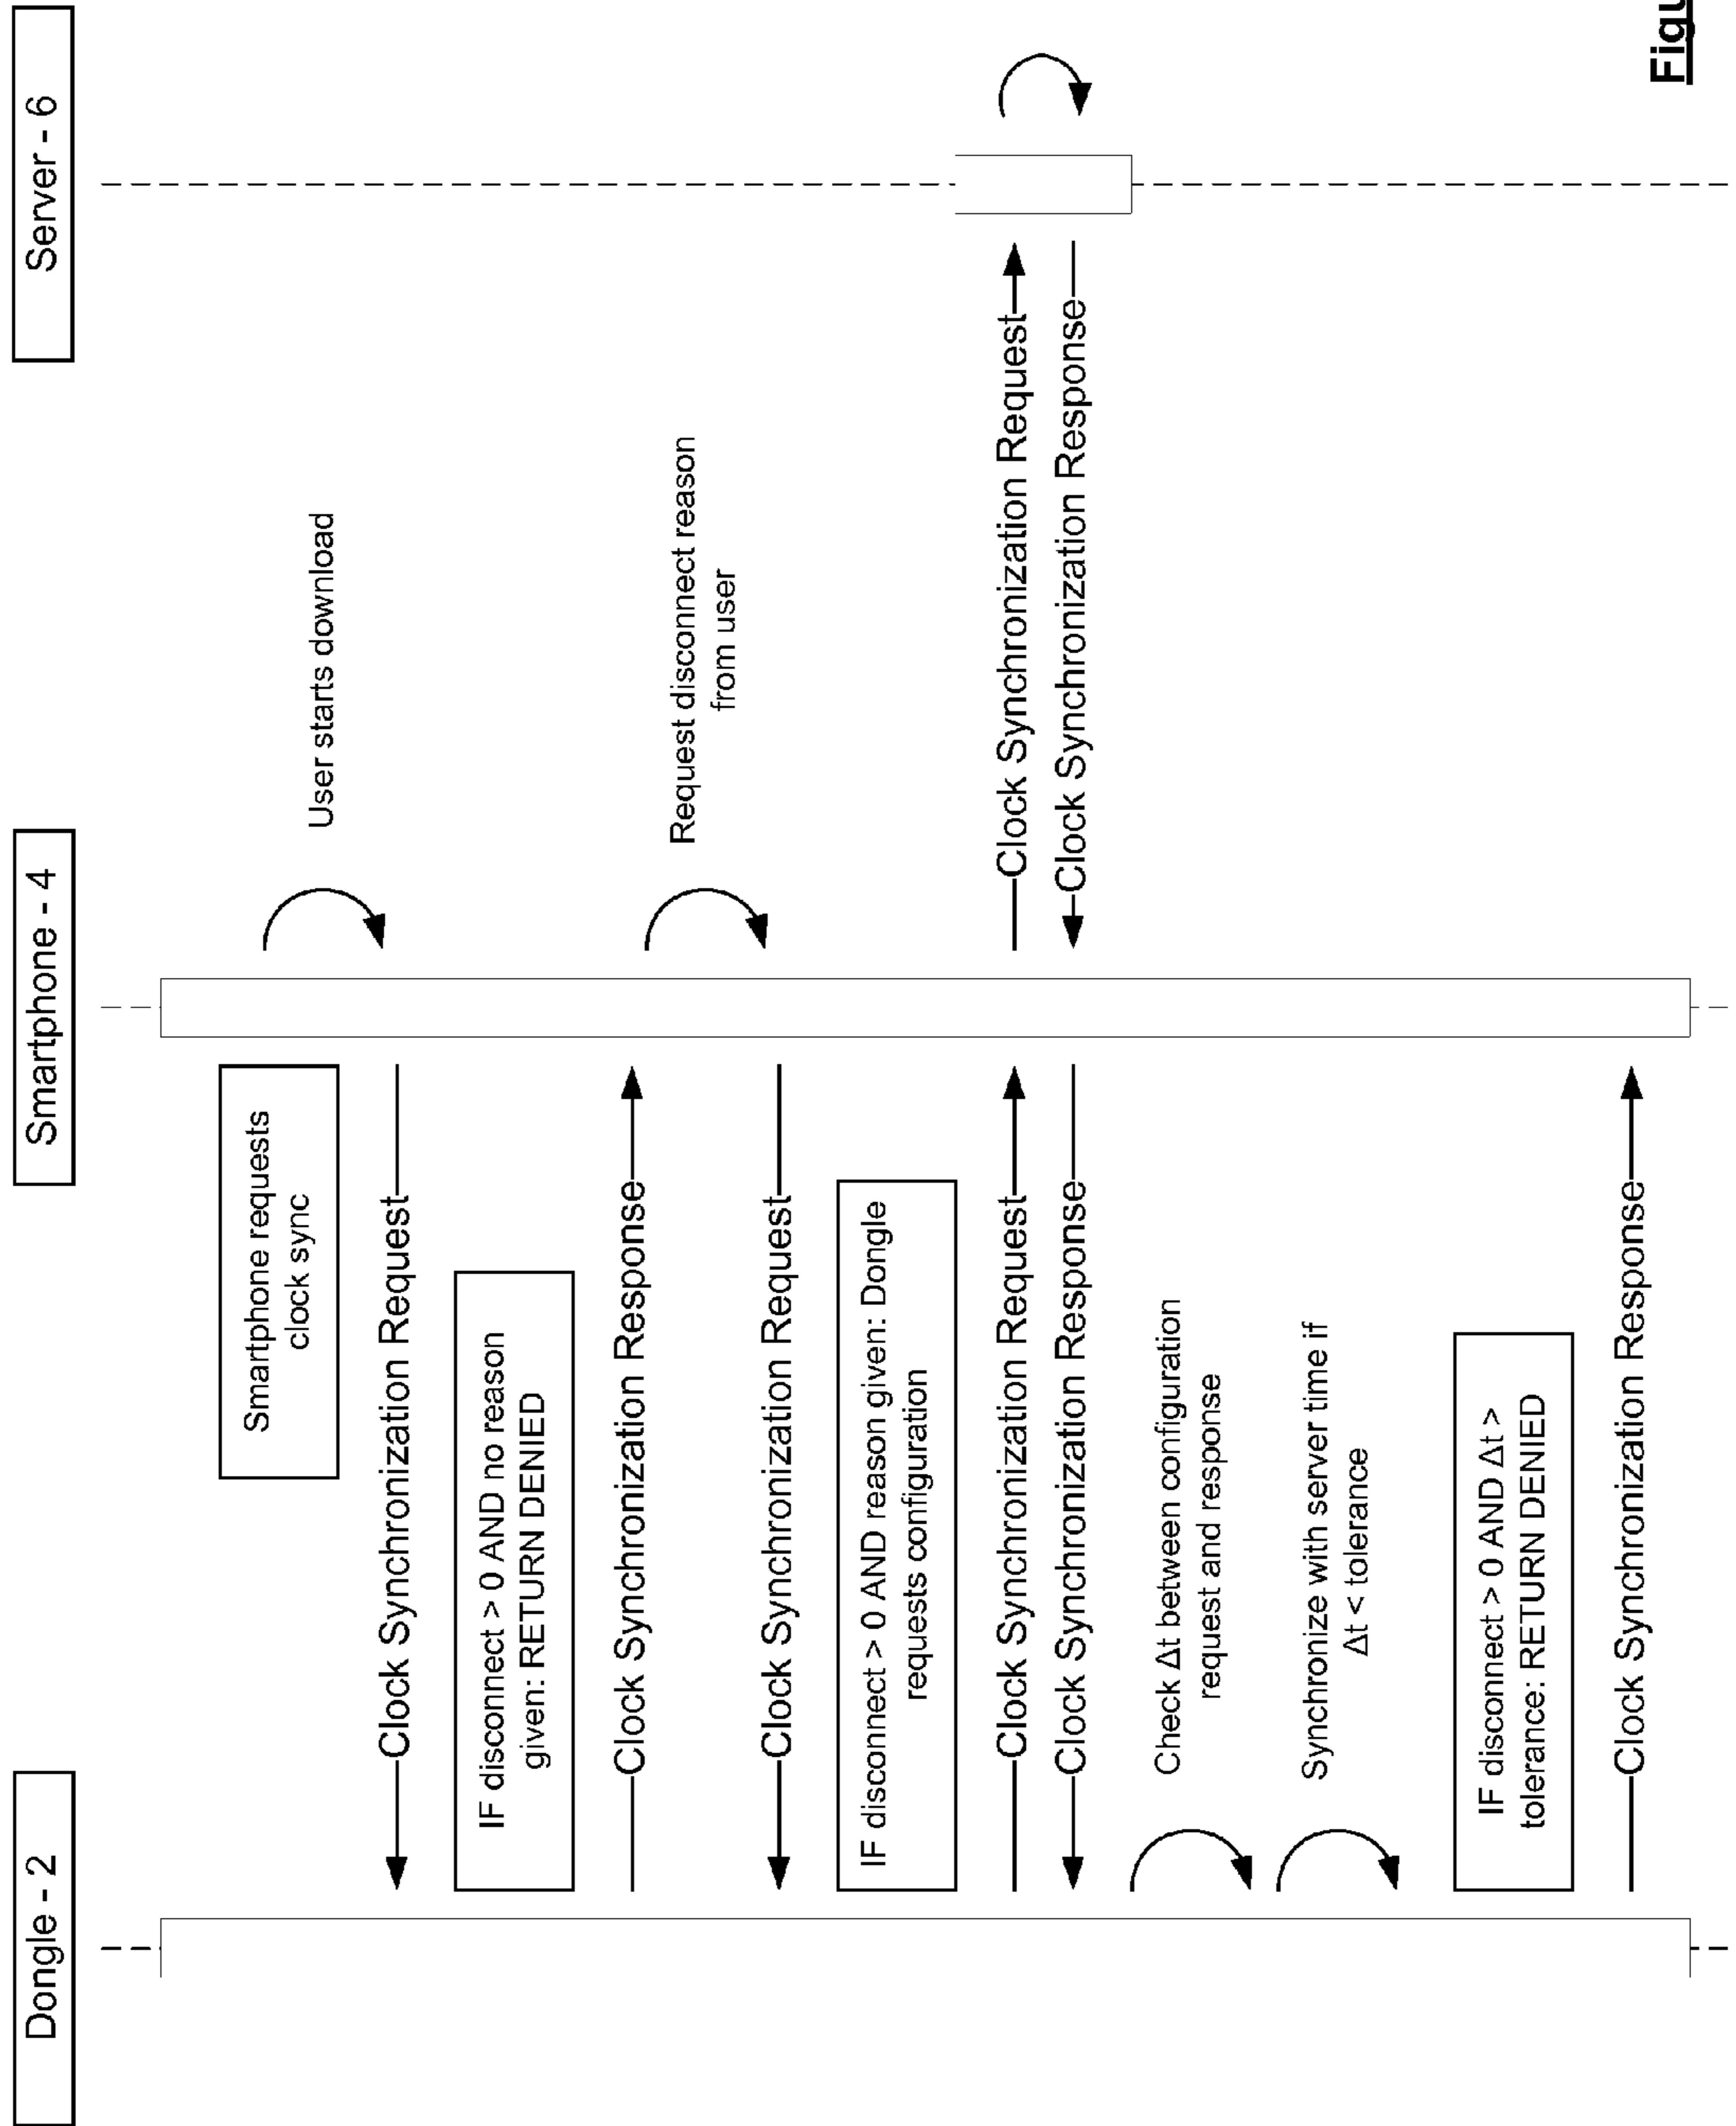 Dongle - 2
Smartphone - 4
Server - 6
Smartphone requests
clock sync
User starts download
Clock Synchronization Request
IF disconnect > 0 AND no reason
given: RETURN DENIED
Clock Synchronization Response
Request disconnect reason
from user
Clock Synchronization Request
IF disconnect > 0 AND reason given: Dongle
requests configuration
Clock Synchronization Request
Clock Synchronization Request
Clock Synchronization Response
Clock Synchronization Response
Check Δt between configuration
request and response
Synchronize with server time if
Δt < tolerance
IF disconnect > 0 AND Δt >
tolerance: RETURN DENIED
Clock Synchronization Response